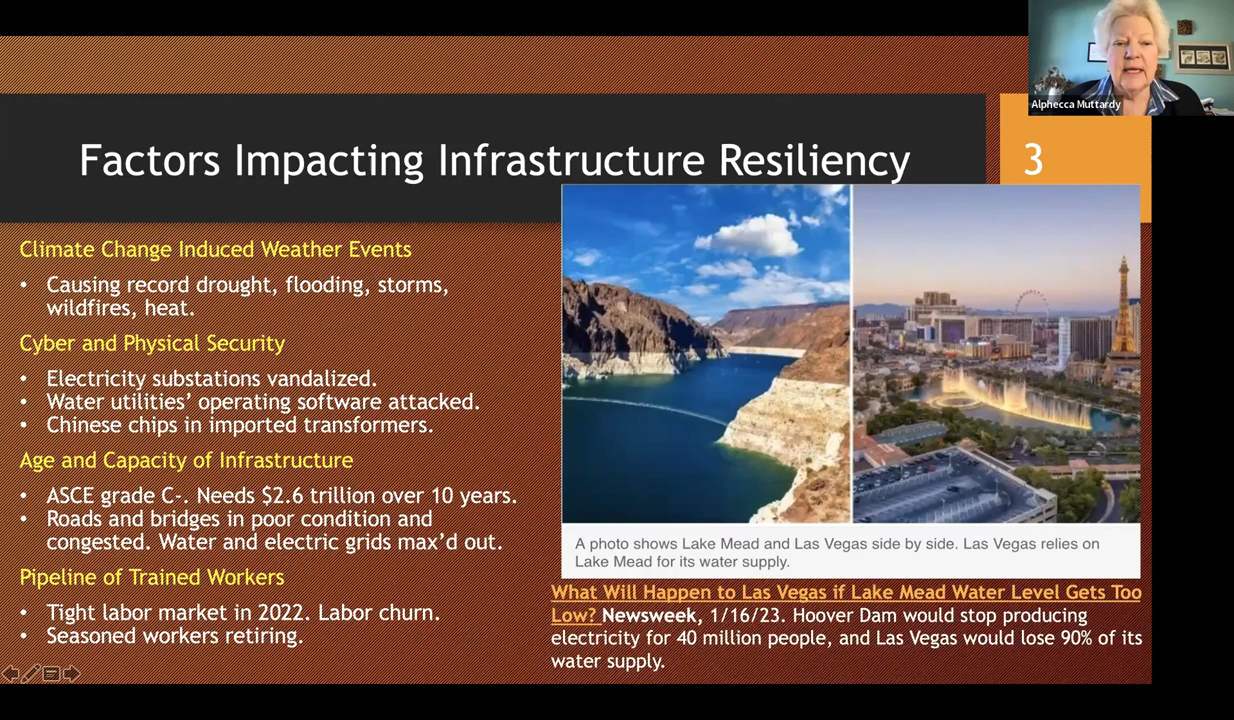 Alphecca Muttardy
Factors Impacting Infrastructure Resiliency
3
Climate Change Induced Weather Events
• Causing record drought, flooding, storms,
wildfires, heat.
Cyber and Physical Security
• Electricity substations vandalized.
• Water utilities’ operating software attacked.
• Chinese chips in imported transformers.
Age and Capacity of Infrastructure
• ASCE grade C-. Needs $2.6 trillion over 10 years.
• Roads and bridges in poor condition and
congested. Water and electric grids max’d out.
Pipeline of Trained Workers
• Tight labor market in 2022. Labor churn.
• Seasoned workers retiring.
A photo shows Lake Mead and Las Vegas side by side. Las Vegas relies on
Lake Mead for its water supply.
What Will Happen to Las Vegas if Lake Mead Water Level Gets Too
Low? Newsweek, 1/16/23. Hoover Dam would stop producing
electricity for 40 million people, and Las Vegas would lose 90% of its
water supply.